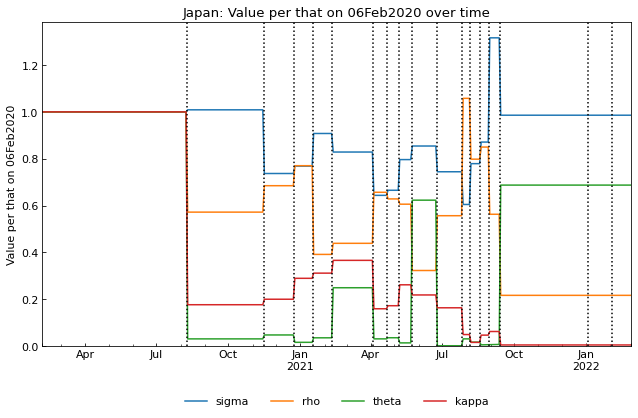 Japan: Value per that on 06Feb2020 over time
Value per that on 06Feb2020
1.2
1.0
0.8
0.6
0.4
0.2
0.0
Apr Jul Oct Jan Apr Jul Oct Jan
2021 2022
sigma rho theta kappa